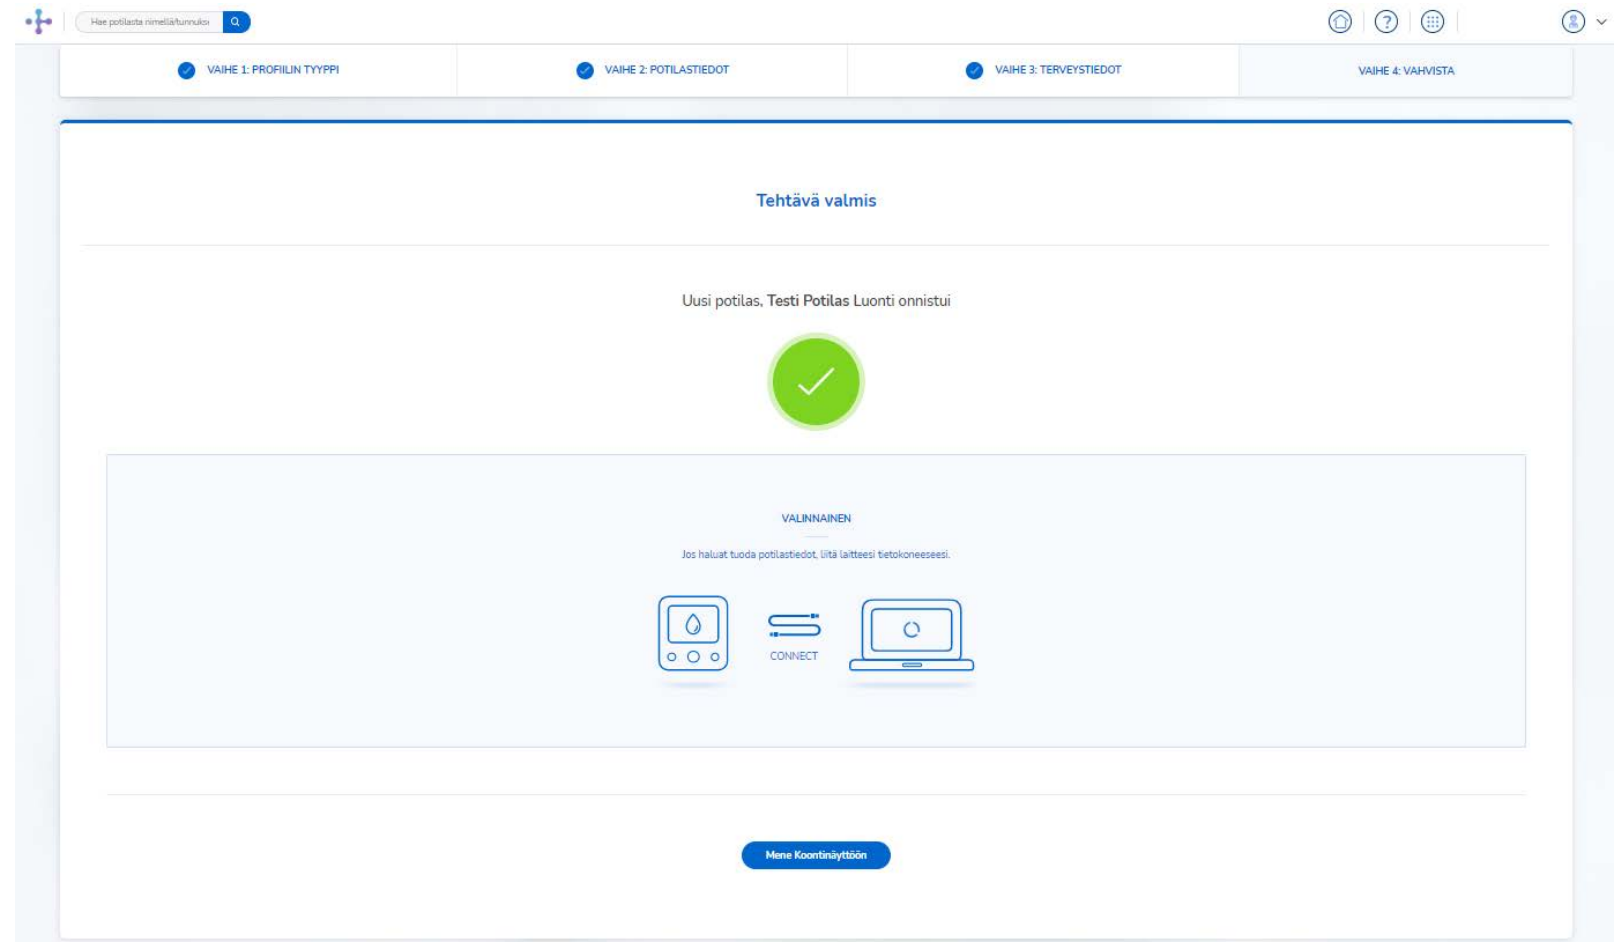 Hae potilasta nimellä/tunnuksı
VAIHE 1: PROFIILIN TYYPPI
VAIHE 2: POTILASTIEDOT
VAIHE 3: TERVEYSTIEDOT
VAIHE 4: VAHVISTA
Tehtävä valmis
Uusi potilas, Testi Potilas Luonti onnistui
VALINNAINEN
Jos haluat tuoda potilastiedot, liitä laitteesi tietokoneeseesi.
CONNECT
Mene Koontinäyttöön